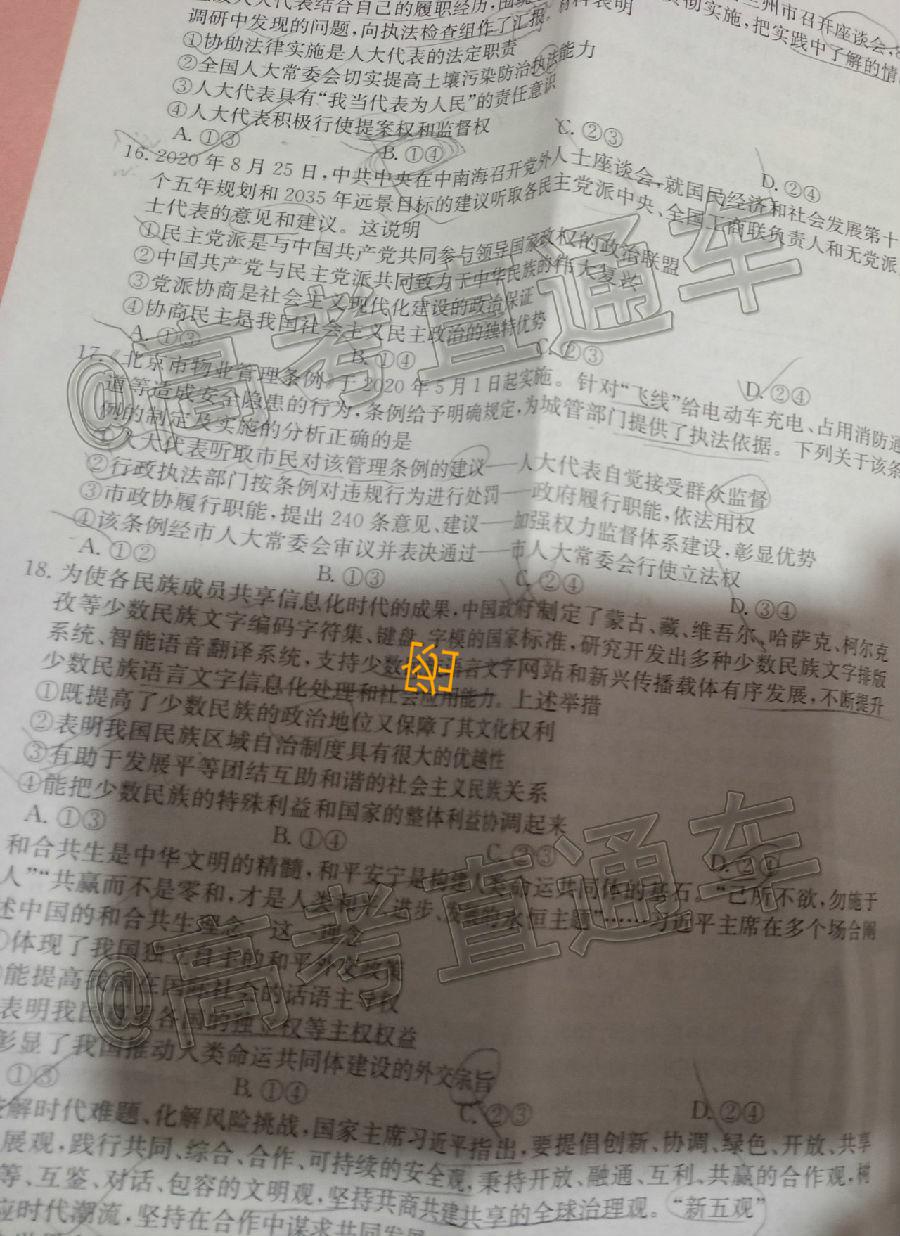 代表结合自己的履职经历,围绕
州市召开座谈会,
调研中发现的问题,向执法检查组作了汇报。材料表明
彻实施,把实践中了解的情
①协助法律实施是人大代表的法定职责
②全国人大常委会切实提高土壤污染防治执法能力
③人大代表具有“我当代表为人民”的责任意识
④人大代表积极行使提案权和监督权
A. ①③ B. ①④ C. ②③ D. ②④
16. 2020 年 8 月 25 日,中共中央在中南海召开党外人士座谈会,就国民经济和社会发展第十
个五年规划和 2035 年远景目标的建议听取各民主党派中央、全国工商联负责人和无党派
士代表的意见和建议。这说明
①民主党派是与中国共产党共同参与领导国家政权的政治联盟
②中国共产党与民主党派共同致力于中华民族的伟大复兴
③党派协商是社会主义现代化建设的政治保证
④协商民主是我国社会主义民主政治的独特优势
A. ①③ B. ①④ C. ②③ D. ②④
17.《北京市物业管理条例》于 2020 年 5 月 1 日起实施。针对“飞线”给电动车充电、占用消防通
道等造成安全隐患的行为,条例给予明确规定,为城管部门提供了执法依据。下列关于该条
例的制定及实施的分析正确的是
①人大代表听取市民对该管理条例的建议——人大代表自觉接受群众监督
②行政执法部门按条例对违规行为进行处罚——政府履行职能,依法用权
③市政协履行职能,提出 240 条意见、建议——加强权力监督体系建设,彰显优势
④该条例经市人大常委会审议并表决通过——市人大常委会行使立法权
A. ①② B. ①③ C. ②④ D. ③④
18. 为使各民族成员共享信息化时代的成果,中国政府制定了蒙古、藏、维吾尔、哈萨克、柯尔克
孜等少数民族文字编码字符集、键盘、字模的国家标准,研究开发出多种少数民族文字排版
系统、智能语音翻译系统,支持少数民族语言文字网站和新兴传播载体有序发展,不断提升
少数民族语言文字信息化处理和社会应用能力。上述举措
①既提高了少数民族的政治地位又保障了其文化权利
②表明我国民族区域自治制度具有很大的优越性
③有助于发展平等团结互助和谐的社会主义民族关系
④能把少数民族的特殊利益和国家的整体利益协调起来
A. ①③ B. ①④ C. ②③ D. ②④
和合共生是中华文明的精髓,和平安宁是构建人类命运共同体的基石。“己所不欲,勿施于
人”“共赢而不是零和,才是人类和平、进步、发展的永恒主题”……习近平主席在多个场合阐
述中国的和合共生理念。这一理念
①体现了我国独立自主的和平外交政策
能提高我国在国际社会的话语主导权
表明我国尊重各国的独立权等主权权益
彰显了我国推动人类命运共同体建设的外交宗旨
①③ B. ①④ C. ②③ D. ②④
解时代难题、化解风险挑战,国家主席习近平指出,要提倡创新、协调、绿色、开放、共享
展观,践行共同、综合、合作、可持续的安全观,秉持开放、融通、互利、共赢的合作观,树
等、互鉴、对话、包容的文明观,坚持共商共建共享的全球治理观。“新五观”
应时代潮流,坚持在合作中谋求共同发展
@高考直通车
@高考直通车
密